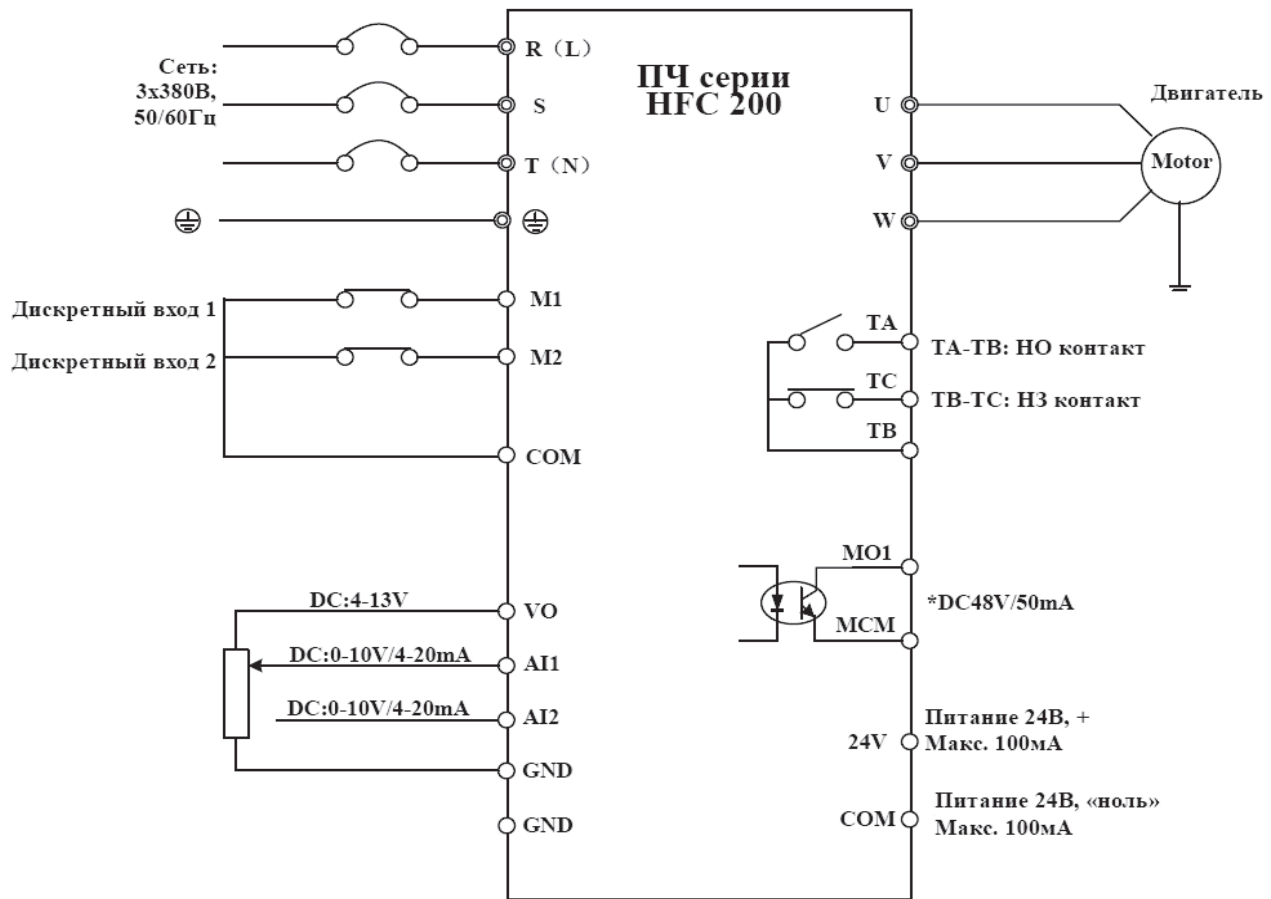 ПЧ серии
HFC 200
Сеть:
3х380В,
50/60Гц
R (L)
S
T (N)
U
V
W
Двигатель
Motor
Дискретный вход 1
M1
Дискретный вход 2
M2
COM
TA
TA-TB: НО контакт
TC
TB-TC: НЗ контакт
TB
DC:4-13V
VO
DC:0-10V/4-20mA
AI1
DC:0-10V/4-20mA
AI2
GND
GND
MO1
*DC48V/50mA
MCM
24V
Питание 24В, +
Макс. 100мА
COM
Питание 24В, «ноль»
Макс. 100мА